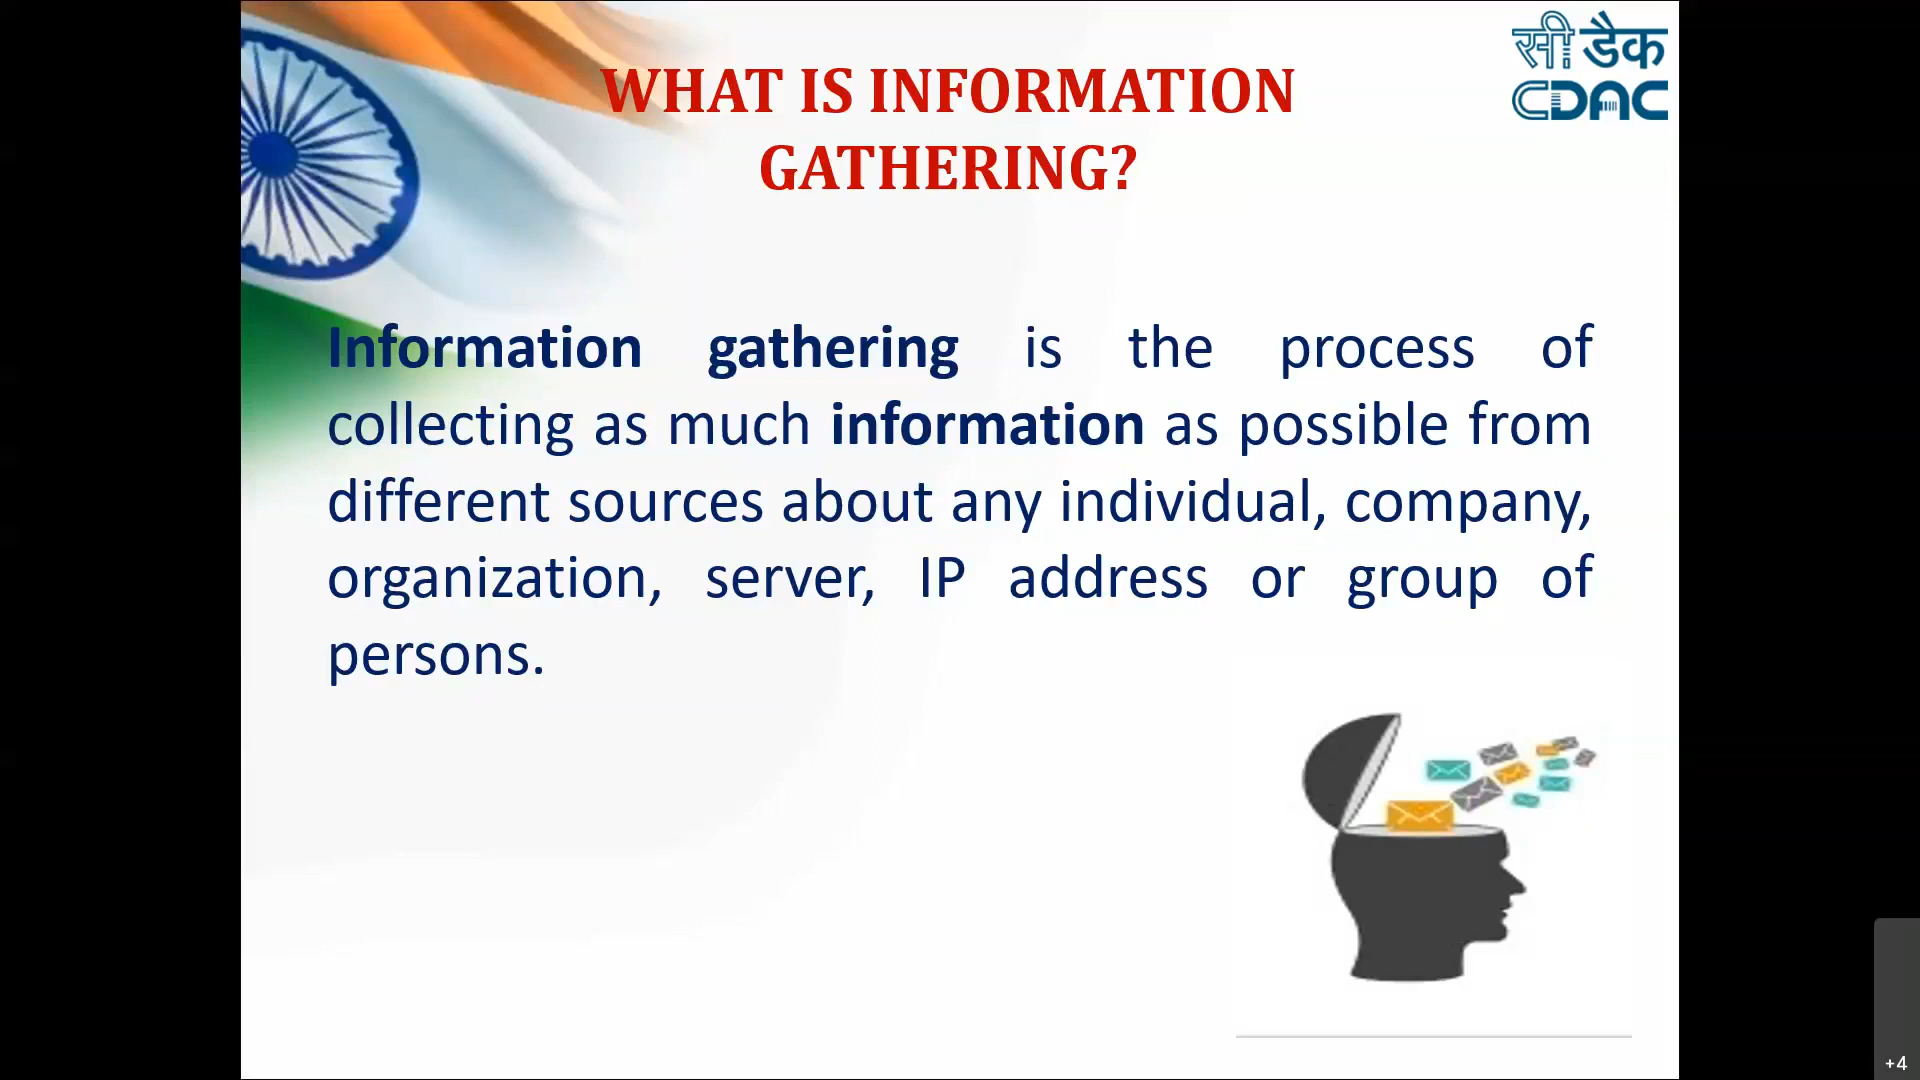 सी डैक
CDAC
WHAT IS INFORMATION
GATHERING?
Information gathering is the process of
collecting as much information as possible from
different sources about any individual, company,
organization, server, IP address or group of
persons.
+4